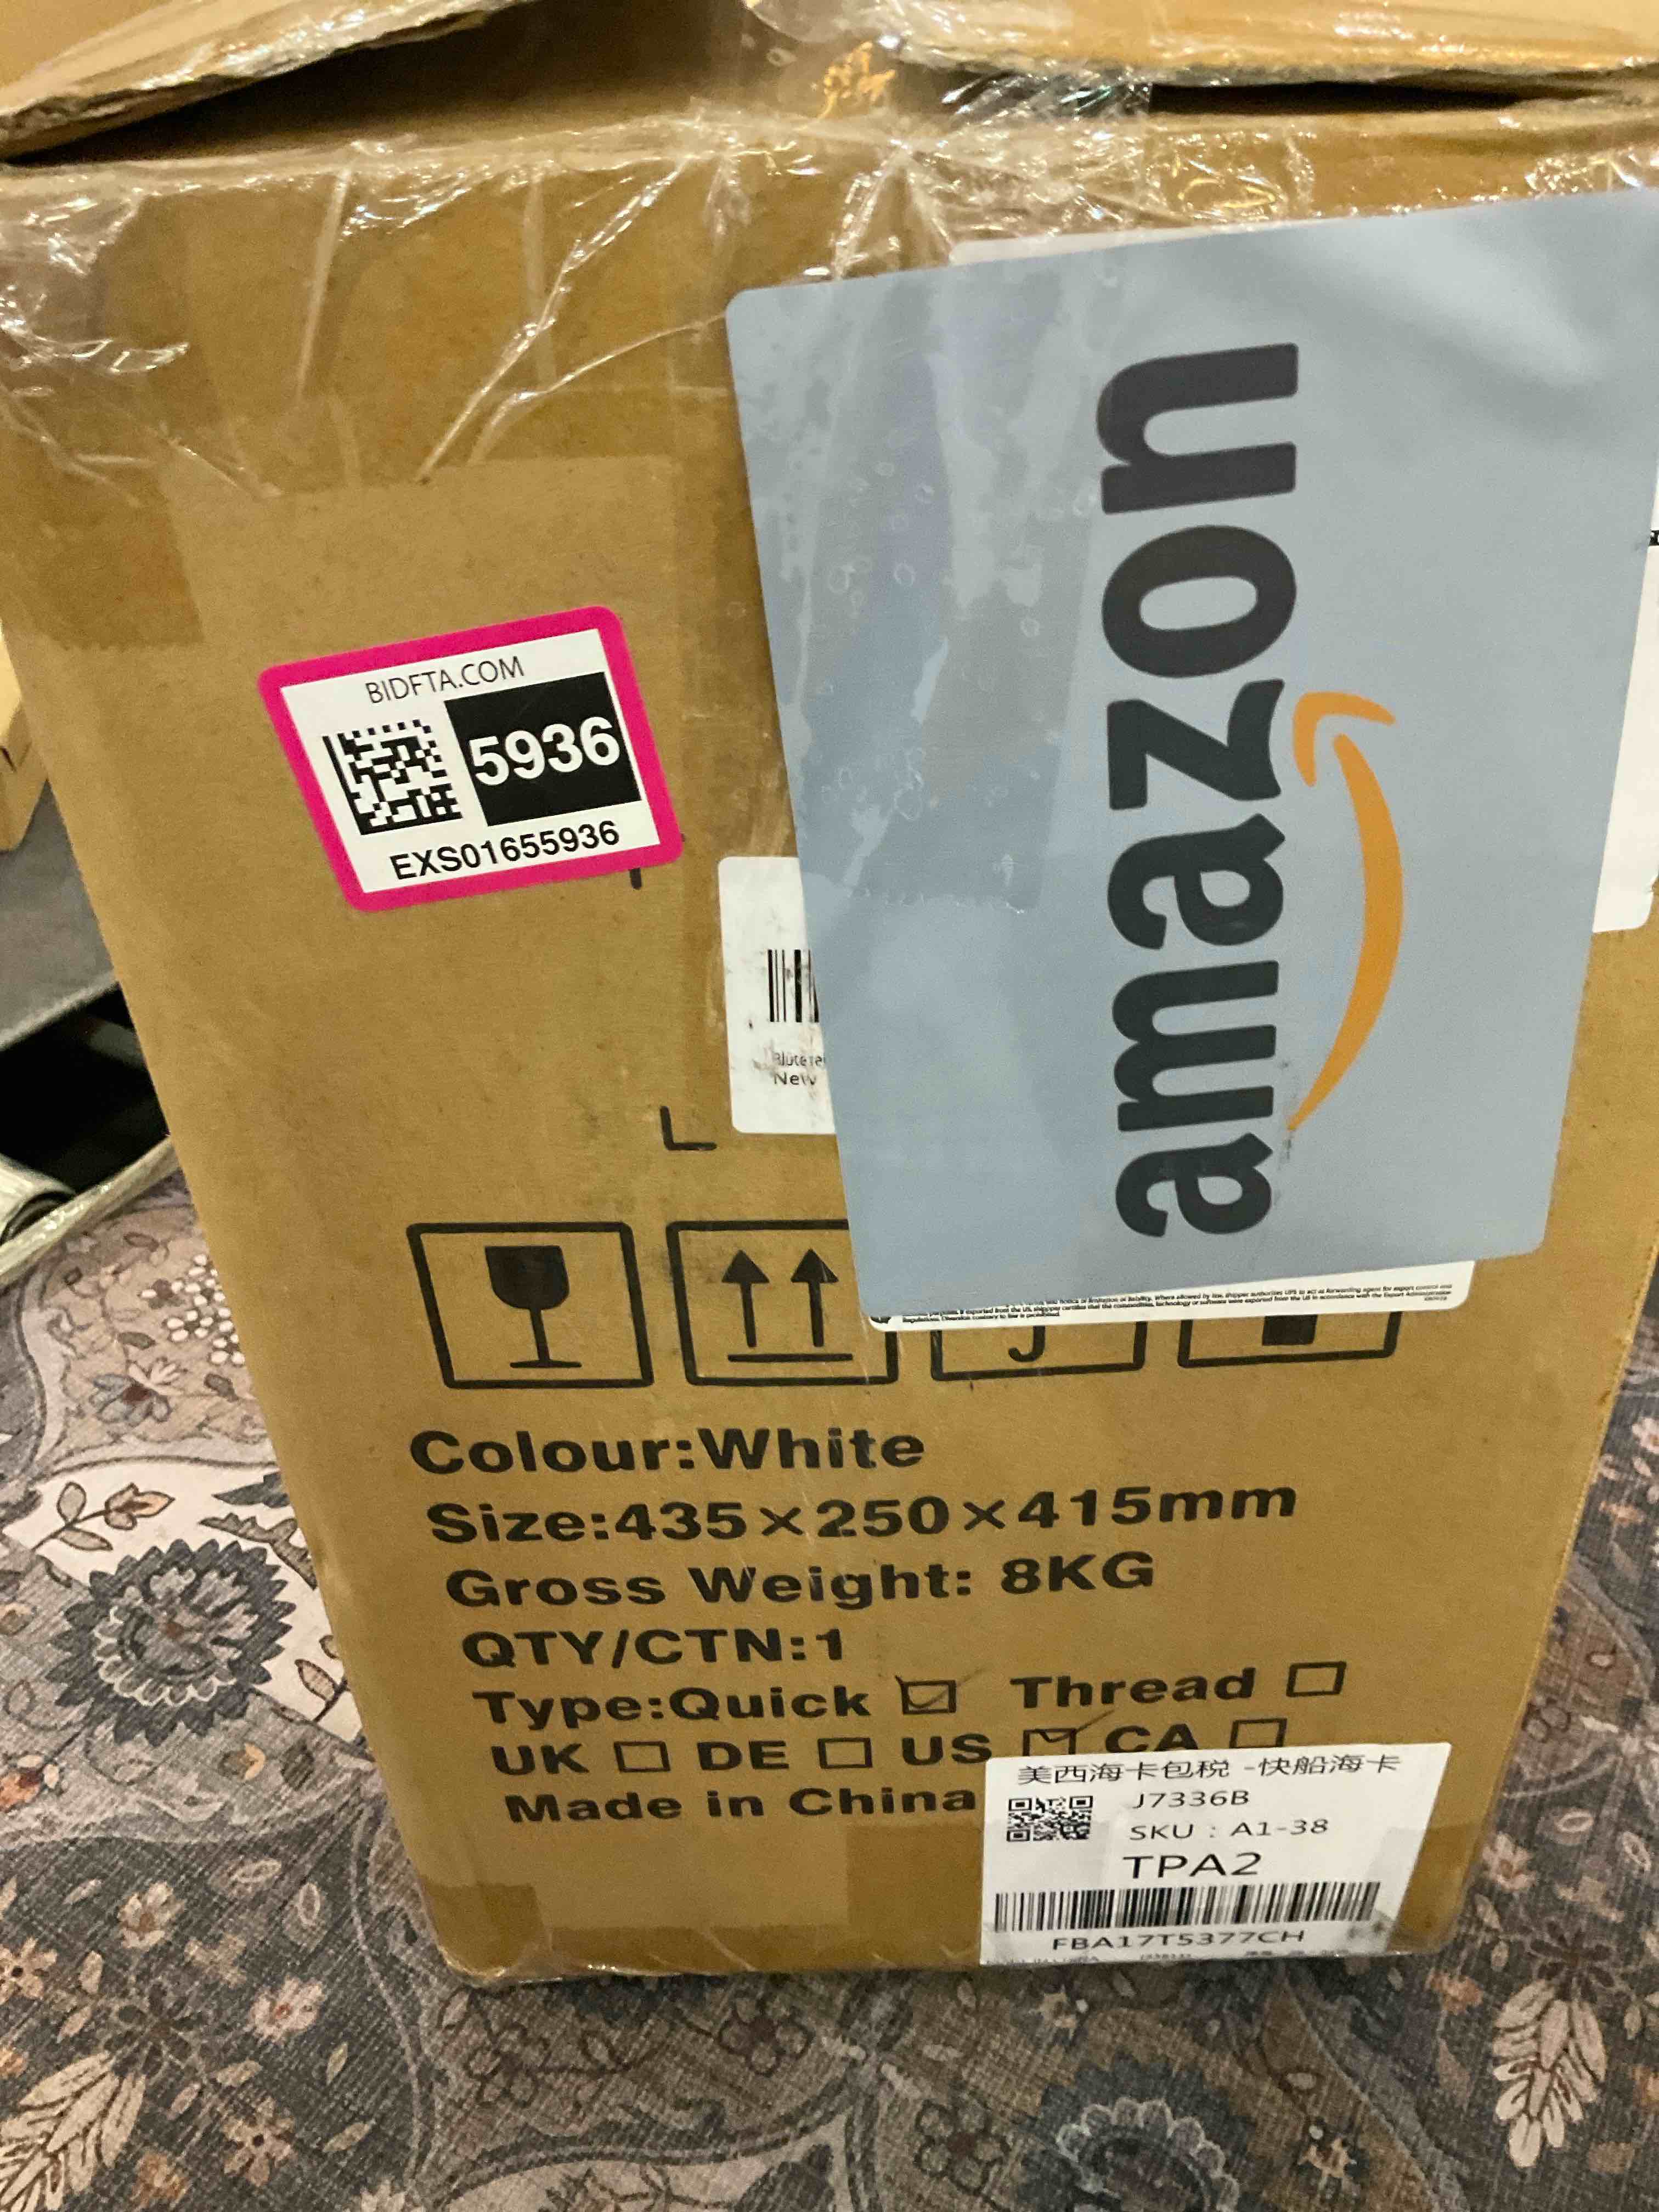 BIDFTA.COM
5936
EXS01655936
amazon
New
Colour:White
Size:435×250×415mm
Gross Weight: 8KG
QTY/CTN:1
Type:Quick Thread
UK DE US CA
Made in China
美西海卡包税 -快船海卡
J7336B
SKU : A1-38
TPA2
FBA17T5377CH